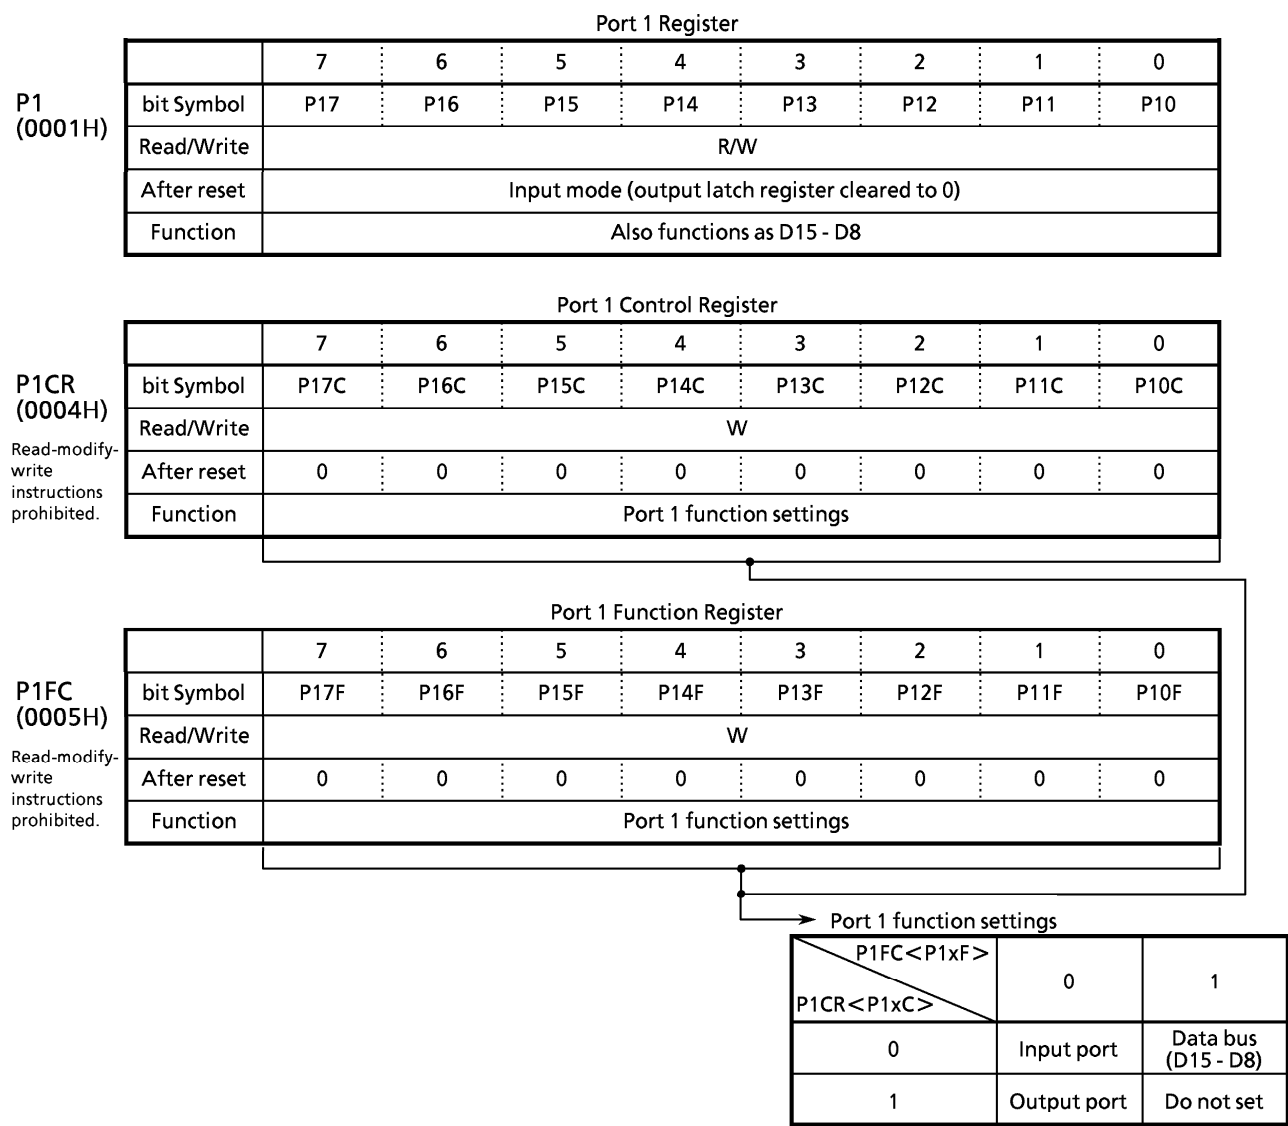 Port 1 Register
7 6 5 4 3 2 1 0
P1
(0001H)
bit Symbol P17 P16 P15 P14 P13 P12 P11 P10
Read/Write R/W
After reset Input mode (output latch register cleared to 0)
Function Also functions as D15 - D8
Port 1 Control Register
7 6 5 4 3 2 1 0
P1CR
(0004H)
Read-modify-
write
instructions
prohibited.
bit Symbol P17C P16C P15C P14C P13C P12C P11C P10C
Read/Write W
After reset 0 0 0 0 0 0 0 0
Function Port 1 function settings
Port 1 Function Register
7 6 5 4 3 2 1 0
P1FC
(0005H)
Read-modify-
write
instructions
prohibited.
bit Symbol P17F P16F P15F P14F P13F P12F P11F P10F
Read/Write W
After reset 0 0 0 0 0 0 0 0
Function Port 1 function settings
Port 1 function settings
P1FC<P1xF>
P1CR<P1xC>
0 1
0 Input port Data bus
(D15 - D8)
1 Output port Do not set